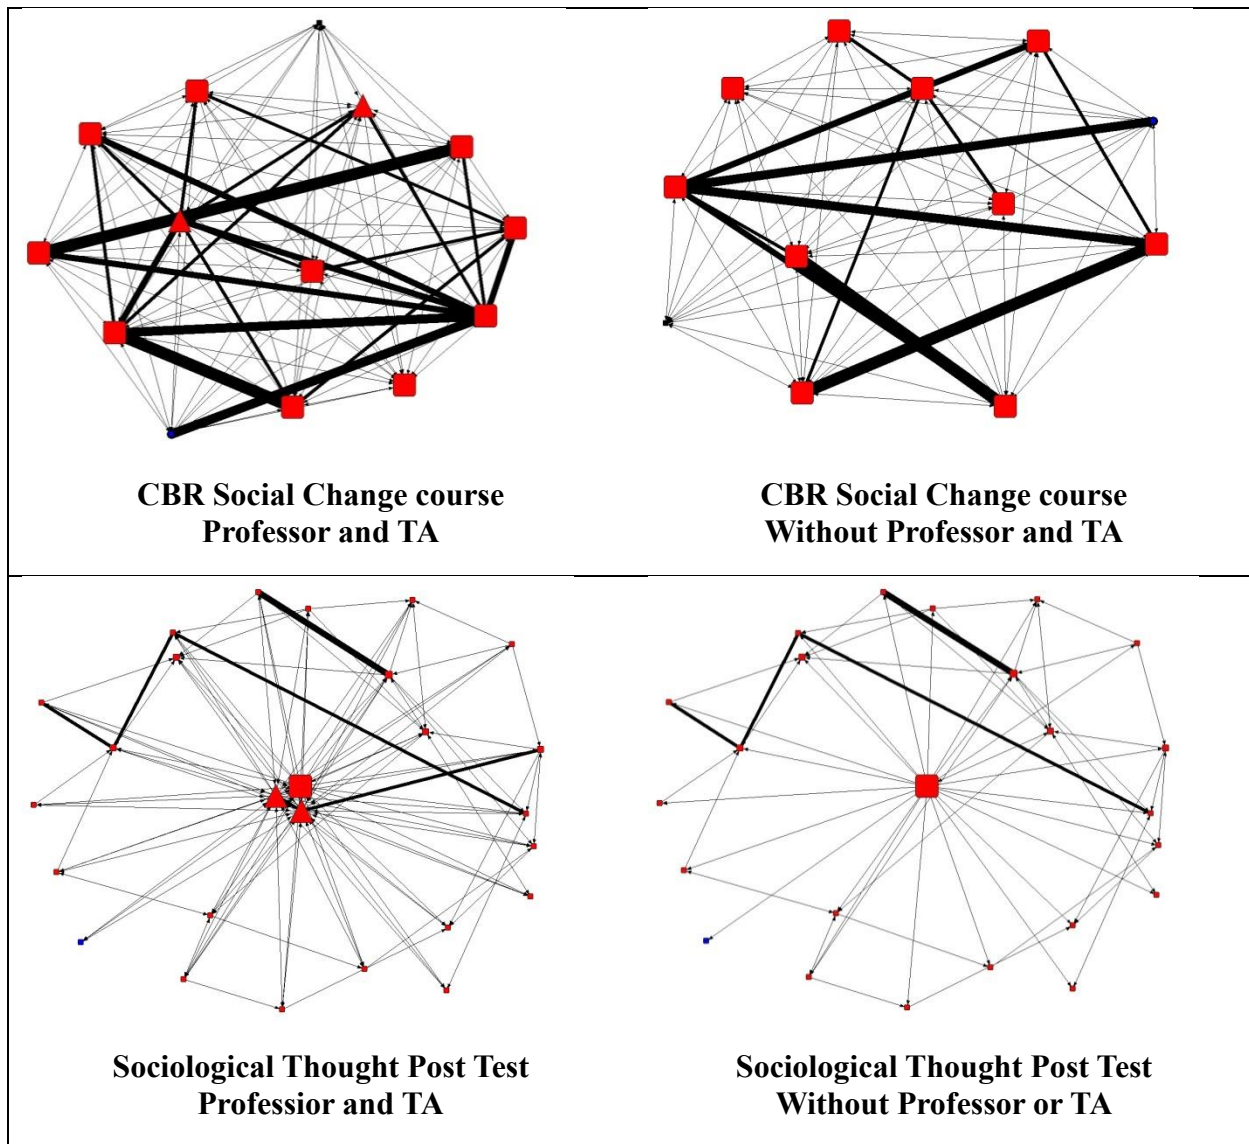 CBR Social Change course
Professor and TA
CBR Social Change course
Without Professor and TA
Sociological Thought Post Test
Professior and TA
Sociological Thought Post Test
Without Professor or TA